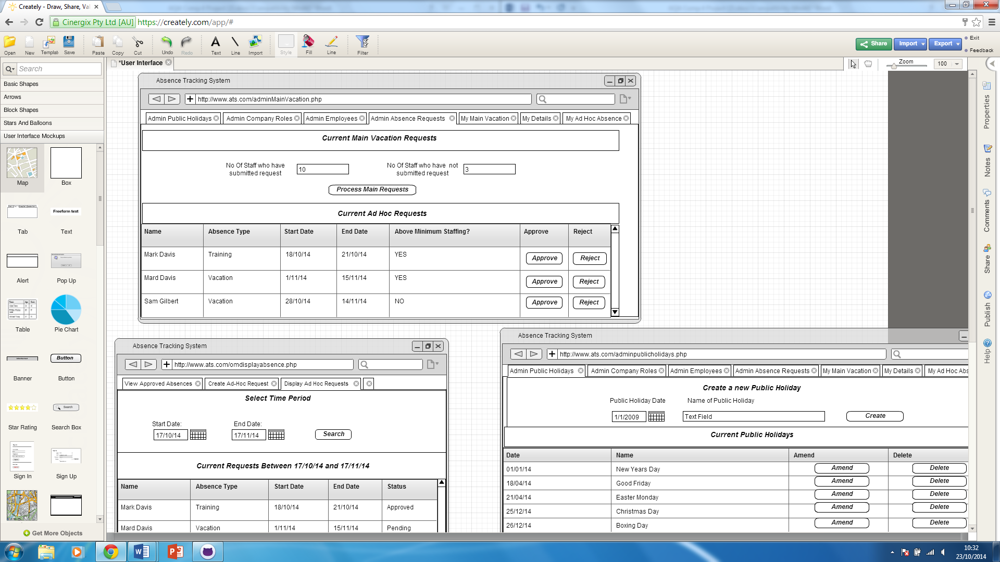 Creately - Draw, Share, Val
Cinergix Pty Ltd [AU] https://creately.com/app/#
Open New Templat Save Paste Copy Cut Undo Redo Text Line Import Style Fill Line Filter
Share Import Export Exit
Feedback
*User Interface
Zoom 100
Search
Basic Shapes
Arrows
Block Shapes
Stars And Balloons
User Interface Mockups
Map Box
Freeform text
Tab Text
Alert Pop Up
Table Pie Chart
Button
Banner Button
Search
Star Rating Search Box
Sign In Sign Up
Get More Objects
Absence Tracking System
http://www.ats.com/adminMainVacation.php
Admin Public Holidays Admin Company Roles Admin Employees Admin Absence Requests My Main Vacation My Details My Ad Hoc Absence
Current Main Vacation Requests
No Of Staff who have submitted request 10 No Of Staff who have not submitted request 3
Process Main Requests
Current Ad Hoc Requests
Name Absence Type Start Date End Date Above Minimum Staffing? Approve Reject
Mark Davis Training 18/10/14 21/10/14 YES Approve Reject
Mard Davis Vacation 1/11/14 15/11/14 YES Approve Reject
Sam Gilbert Vacation 28/10/14 14/11/14 NO Approve Reject
Absence Tracking System
http://www.ats.com/omdisplayabsence.php
View Approved Absences Create Ad-Hoc Request Display Ad Hoc Requests
Select Time Period
Start Date: End Date:
17/10/14 17/11/14 Search
Current Requests Between 17/10/14 and 17/11/14
Name Absence Type Start Date End Date Status
Mark Davis Training 18/10/14 21/10/14 Approved
Mard Davis Vacation 1/11/14 15/11/14 Pending
Absence Tracking System
http://www.ats.com/adminpublicholidays.php
Admin Public Holidays Admin Company Roles Admin Employees Admin Absence Requests My Main Vacation My Details My Ad Hoc Abs
Create a new Public Holiday
Public Holiday Date Name of Public Holiday
1/1/2009 Text Field Create
Current Public Holidays
Date Name Amend Delete
01/01/14 New Years Day Amend Delete
18/04/14 Good Friday Amend Delete
21/04/14 Easter Monday Amend Delete
25/12/14 Christmas Day Amend Delete
26/12/14 Boxing Day Amend Delete
Properties
Notes
Comments
Share
Publish
Help
10:32
23/10/2014